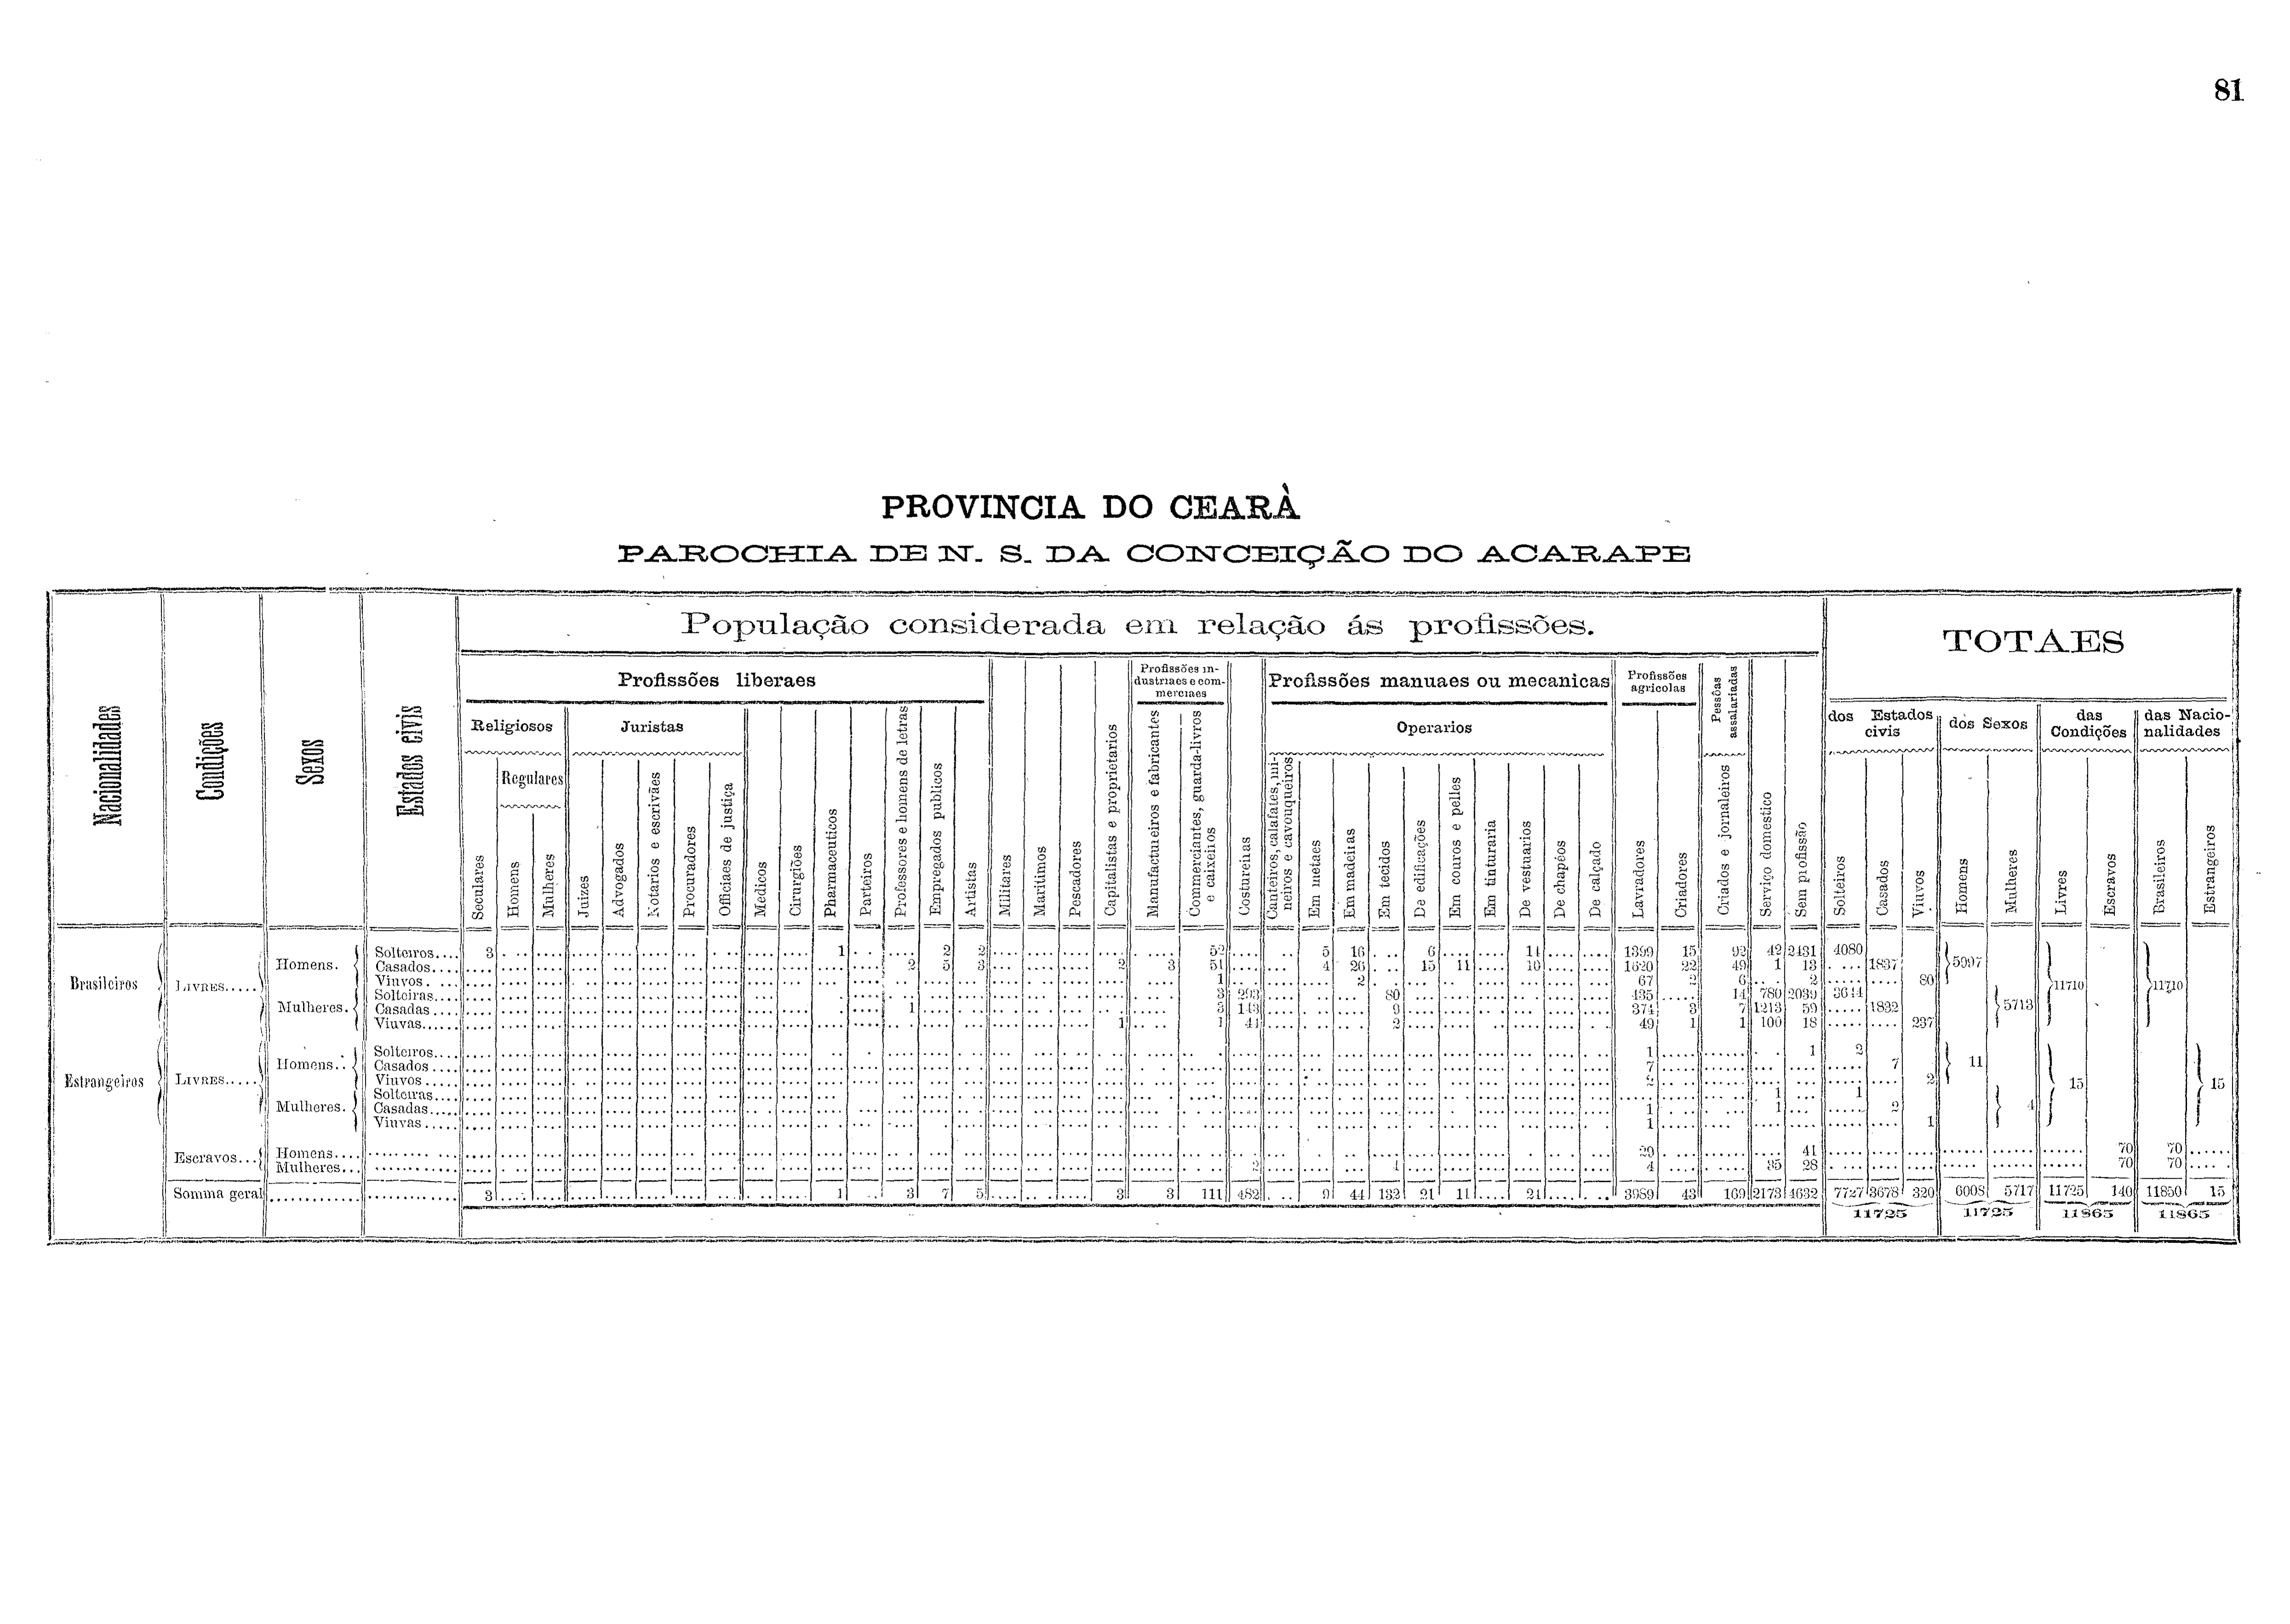 81
PROVINCIA DO CEARÀ
PAROCHIA DE N. S. DA CONCEIÇÃO DO ACARAPE
Nacionalidades
Condições
Sexos
Estados civis
População considerada em relação ás profissões.
TOTAES
Profissões liberaes
Religiosos
Regulares
Seculares
Homens
Mulheres
Juristas
Juizes
Advogados
Notarios e escrivães
Procuradores
Officiaes de justiça
Medicos
Cirurgiões
Pharmaceuticos
Parteiros
Professores e homens de letras
Empregados publicos
Artistas
Militares
Maritimos
Pescadores
Capitalistas e proprietarios
Profissões in-
dustriaes e com-
merciaes
Manufactureiros e fabricantes
Commerciantes, guarda-livros
e caixeiros
Costureiras
Profissões manuaes ou mecanicas
Operarios
Canteiros, calafates, mi-
neiros e cavouqueiros
Em metaes
Em madeiras
Em tecidos
De edificações
Em couros e pelles
Em tinturaria
De vestuarios
De chapéos
De calçado
Profissões
agricolas
Lavradores
Criadores
Pessôas
assalariadas
Criados e jornaleiros
Serviço domestico
Sem profissão
dos Estados
civis
Solteiros
Casados
Viuvos
dos Sexos
Homens
Mulheres
das
Condições
Livres
Escravos
das Nacio-
nalidades
Brasileiros
Estrangeiros
Brasileiros LIVRES..... Homens. Solteiros.... 3 1 2 2 52 5 16 6 14 1399 15 92 42 2431 4080
Casados.... 2 5 3 2 3 51 4 26 15 11 10 1620 22 49 1 13 1837 5997
Viuvos. 1 2 67 2 6 2 80 11710 11710
Mulheres. Solteiras.... 3 293 80 435 14 780 2039 3644
Casadas.... 1 3 143 9 374 3 7 1213 59 1832 5713
Viuvas..... 1 1 41 2 49 1 1 100 18 237
Estrangeiros LIVRES..... Homens.. Solteiros.... 1 1 2
Casados.... 7 7 11
Viuvos..... 2 2 15 15
Mulheres. Solteiras.... 1 1
Casadas.... 1 1 2 4
Viuvas..... 1 1
Escravos... Homens.... 29 41 70 70
Mulheres... 2 1 4 35 28 70 70
Somma geral 3 1 3 7 5 3 3 111 482 9 44 132 21 11 24 3989 43 169 2173 4632 7727 3678 320 6008 5717 11725 140 11850 15
11725 11725 11865 11865